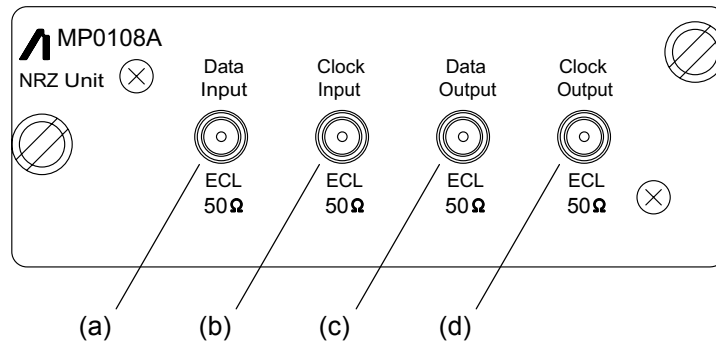 MP0108A
NRZ Unit
Data Input
Clock Input
Data Output
Clock Output
ECL 50Ω
ECL 50Ω
ECL 50Ω
ECL 50Ω
(a) (b) (c) (d)